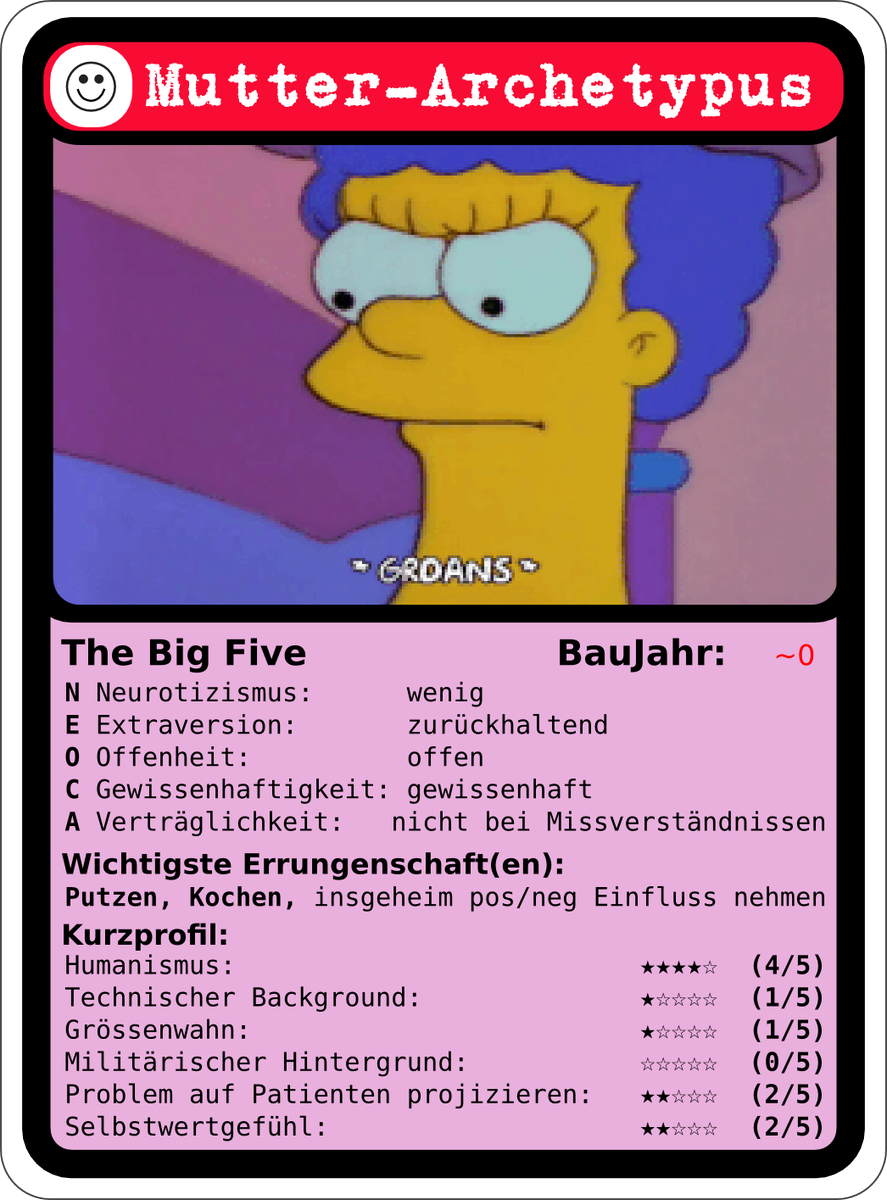 Mutter-Archetypus
* GROANS *
The Big Five BauJahr: ~0
N Neurotizismus: wenig
E Extraversion: zurückhaltend
O Offenheit: offen
C Gewissenhaftigkeit: gewissenhaft
A Verträglichkeit: nicht bei Missverständnissen
Wichtigste Errungenschaft(en):
Putzen, Kochen, insgeheim pos/neg Einfluss nehmen
Kurzprofil:
Humanismus: ★★★★☆ (4/5)
Technischer Background: ★☆☆☆☆ (1/5)
Grössenwahn: ★☆☆☆☆ (1/5)
Militärischer Hintergrund: ☆☆☆☆☆ (0/5)
Problem auf Patienten projizieren: ★★☆☆☆ (2/5)
Selbstwertgefühl: ★★☆☆☆ (2/5)